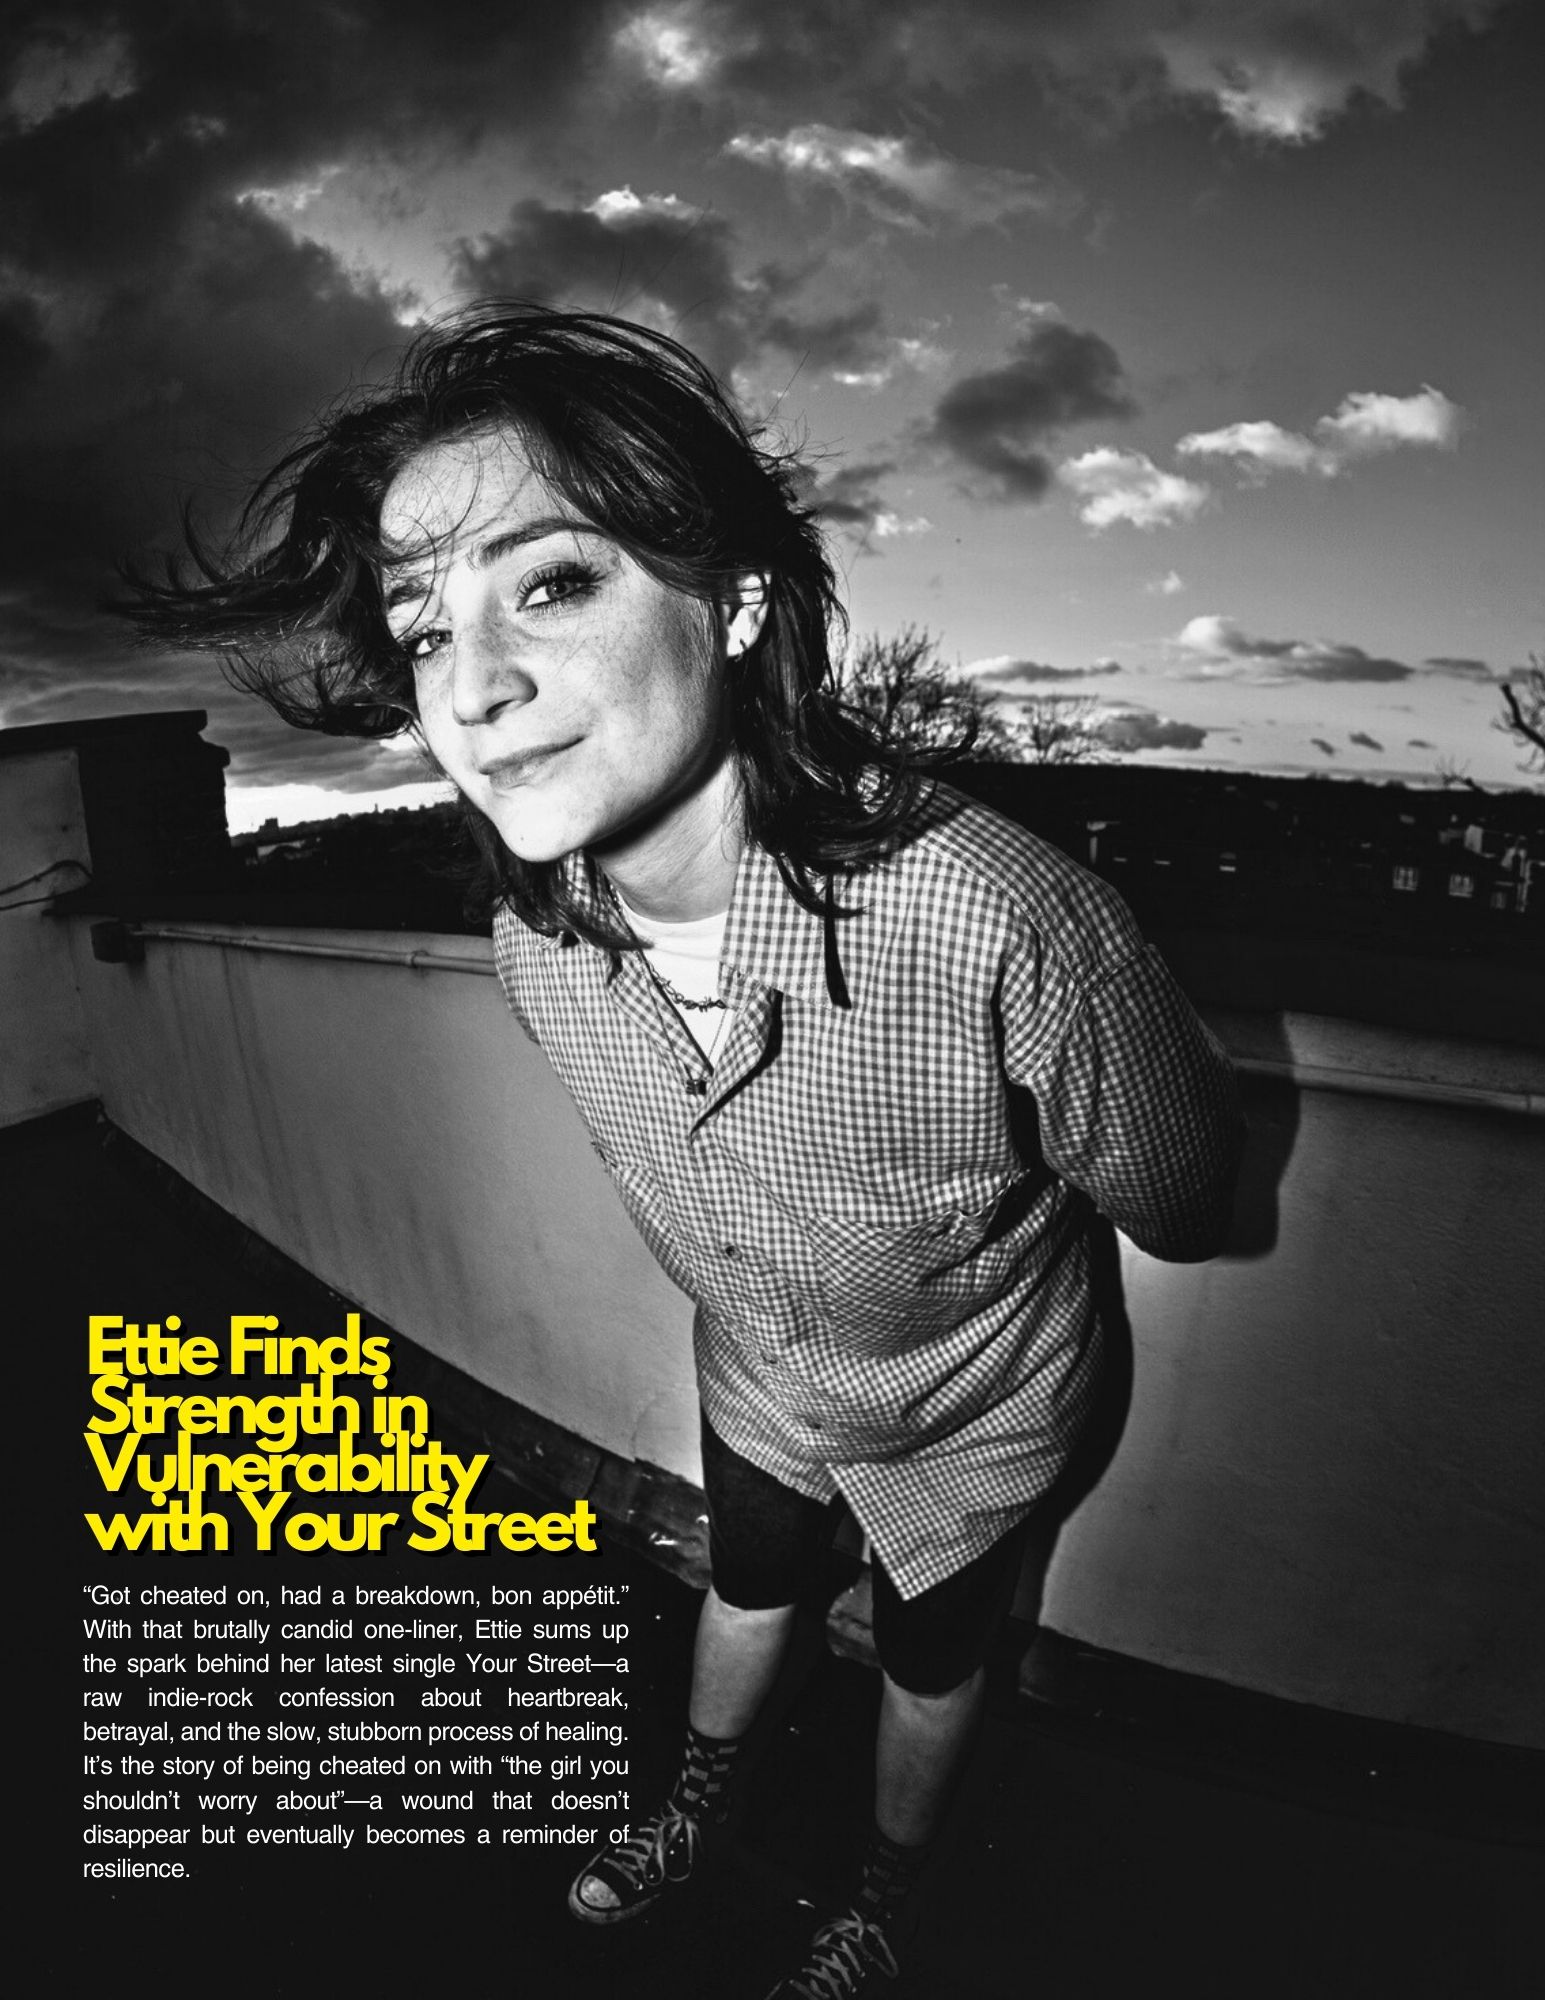 Ettie Finds
Strength in
Vulnerability
with Your Street
“Got cheated on, had a breakdown, bon appétit.”
With that brutally candid one-liner, Ettie sums up
the spark behind her latest single Your Street—a
raw indie-rock confession about heartbreak,
betrayal, and the slow, stubborn process of healing.
It’s the story of being cheated on with “the girl you
shouldn’t worry about”—a wound that doesn’t
disappear but eventually becomes a reminder of
resilience.